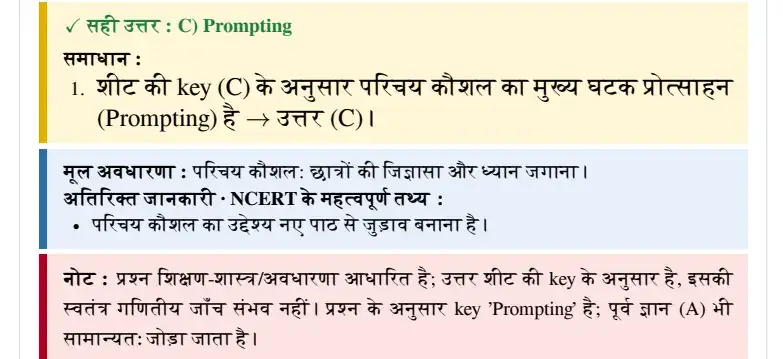 ✓ सही उत्तर : C) Prompting
समाधान :
1. शीट की key (C) के अनुसार परिचय कौशल का मुख्य घटक प्रोत्साहन
(Prompting) है → उत्तर (C)।
मूल अवधारणा : परिचय कौशल: छात्रों की जिज्ञासा और ध्यान जगाना।
अतिरिक्त जानकारी · NCERT के महत्वपूर्ण तथ्य :
• परिचय कौशल का उद्देश्य नए पाठ से जुड़ाव बनाना है।
नोट : प्रश्न शिक्षण-शास्त्र/अवधारणा आधारित है; उत्तर शीट की key के अनुसार है, इसकी
स्वतंत्र गणितीय जाँच संभव नहीं। प्रश्न के अनुसार key 'Prompting' है; पूर्व ज्ञान (A) भी
सामान्यतः जोड़ा जाता है।